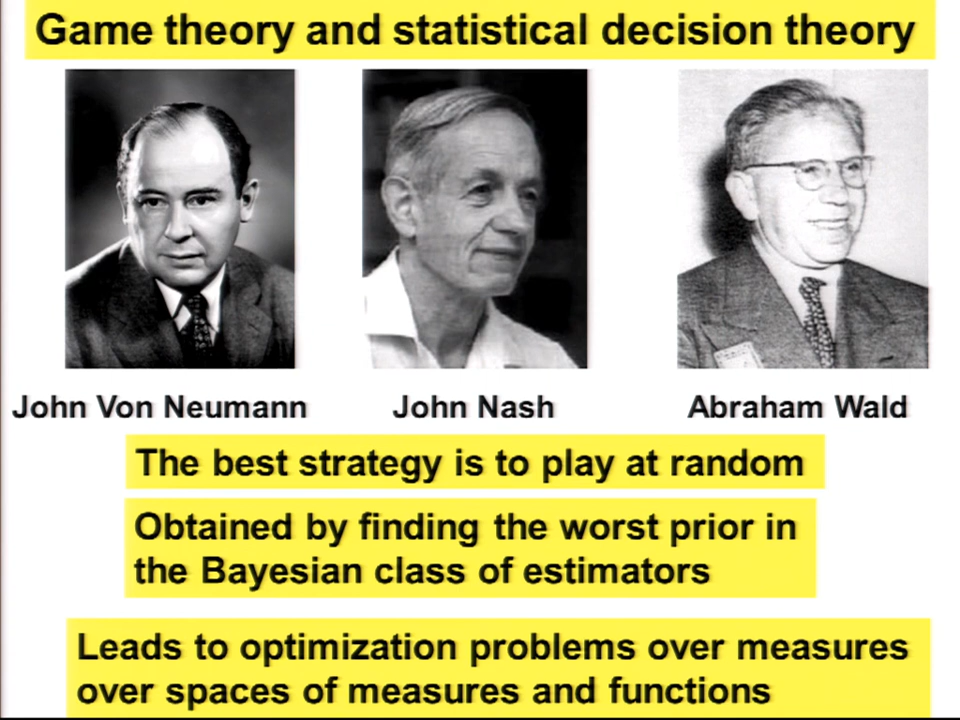 Game theory and statistical decision theory
John Von Neumann
John Nash
Abraham Wald
The best strategy is to play at random
Obtained by finding the worst prior in
the Bayesian class of estimators
Leads to optimization problems over measures
over spaces of measures and functions